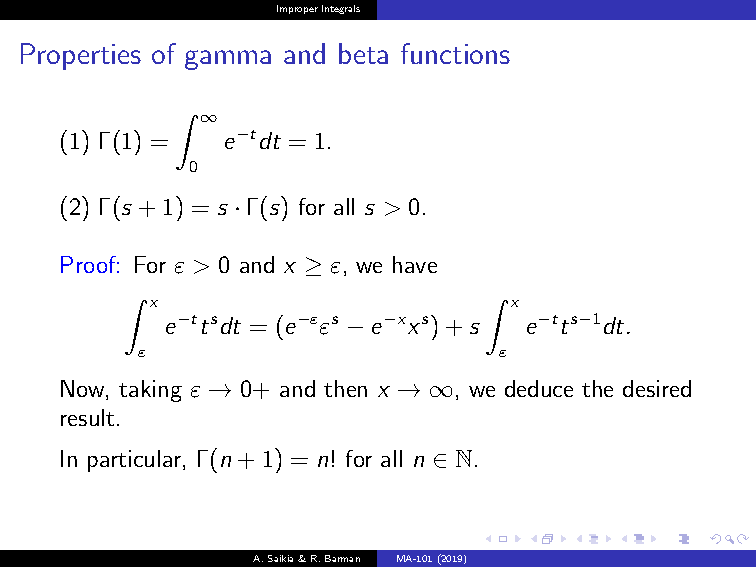 Improper Integrals
Properties of gamma and beta functions
(1) Γ(1) = ∫₀^∞ e^{−t} dt = 1.
(2) Γ(s + 1) = s · Γ(s) for all s > 0.
Proof: For ε > 0 and x ≥ ε, we have
∫_ε^x e^{−t} t^s dt = (e^{−ε} ε^s − e^{−x} x^s) + s ∫_ε^x e^{−t} t^{s−1} dt.
Now, taking ε → 0+ and then x → ∞, we deduce the desired
result.
In particular, Γ(n + 1) = n! for all n ∈ ℕ.
A. Saikia & R. Barman MA-101 (2019)